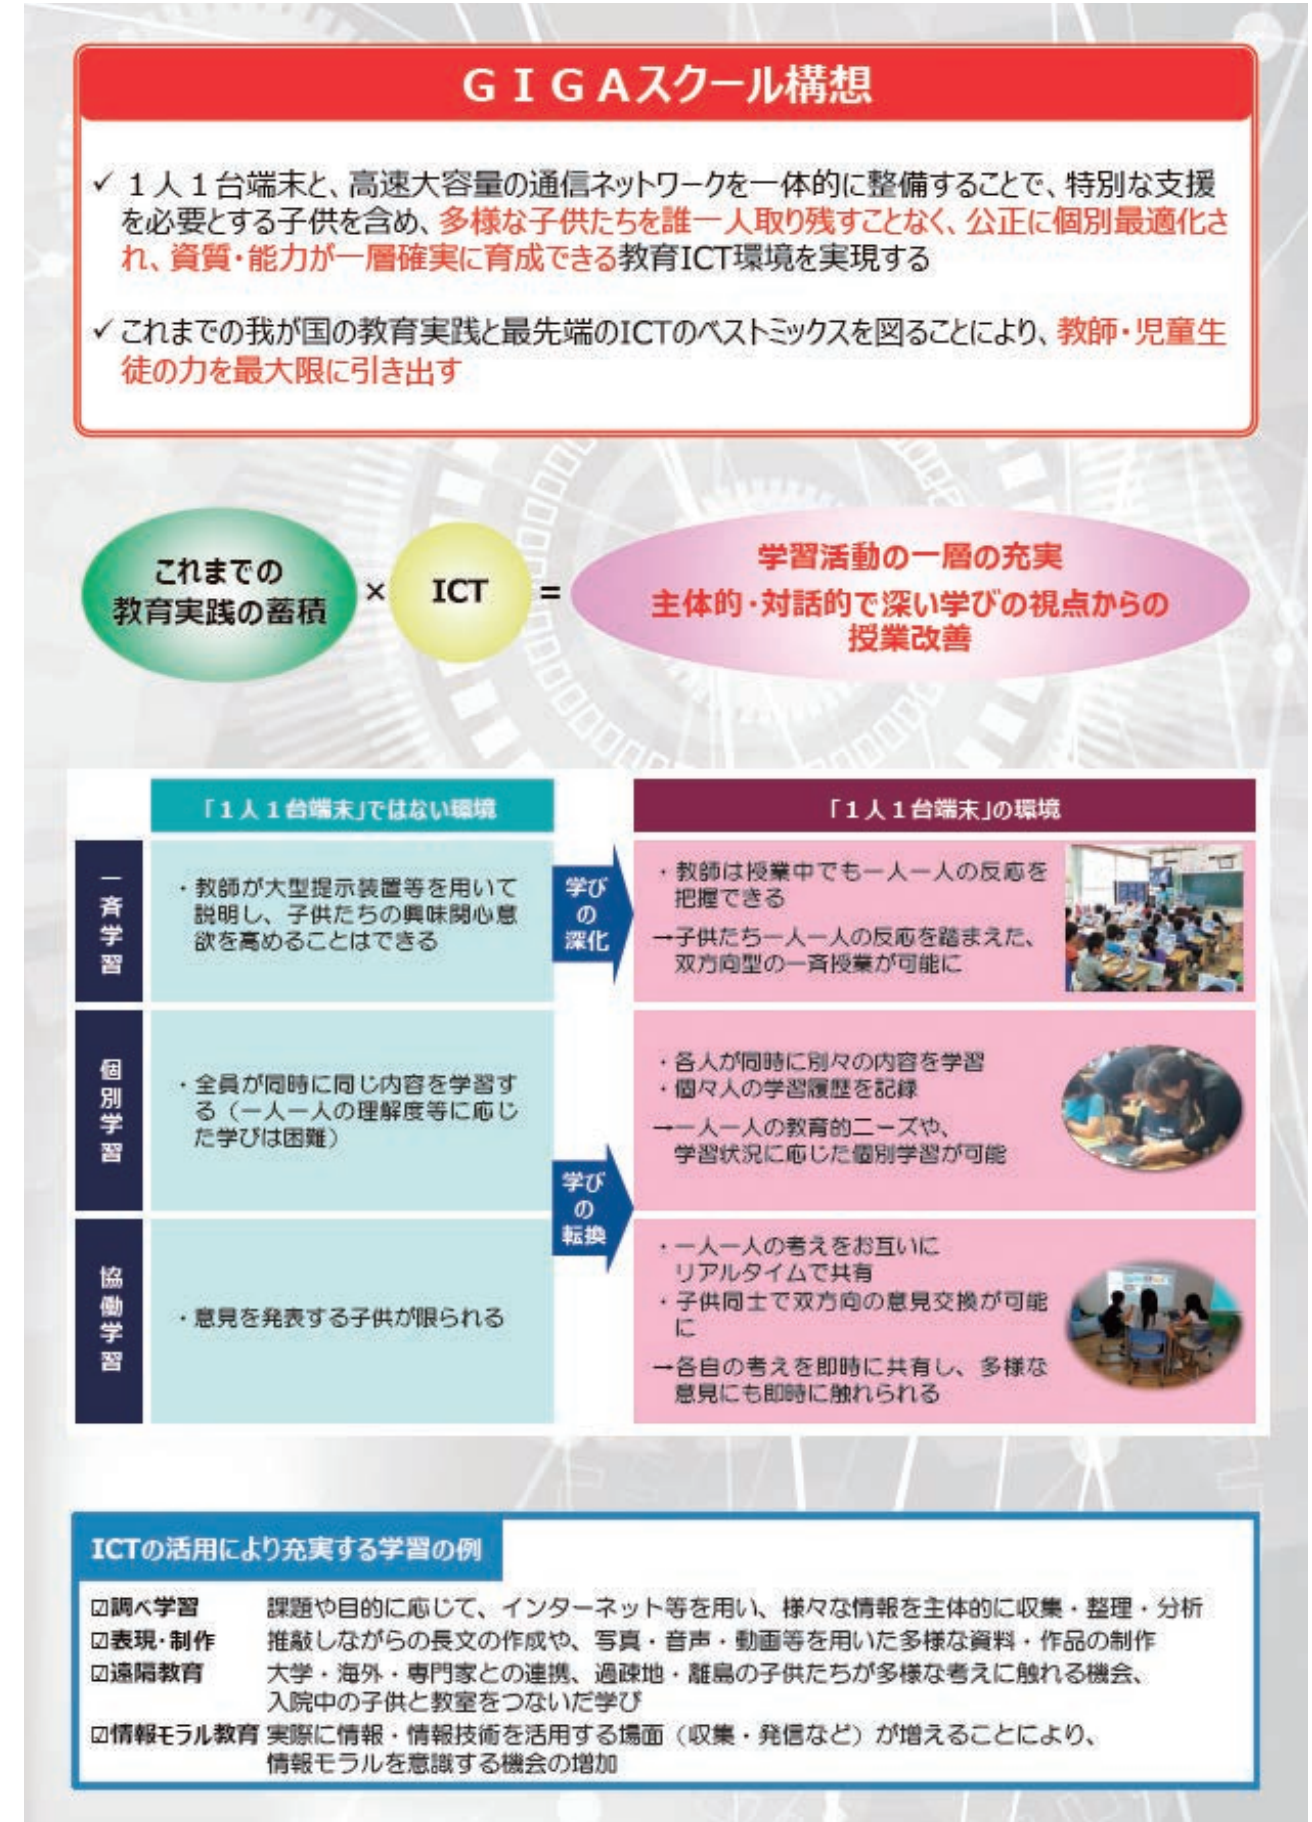 GIGAスクール構想
✓ 1人1台端末と、高速大容量の通信ネットワークを一体的に整備することで、特別な支援
を必要とする子供を含め、多様な子供たちを誰一人取り残すことなく、公正に個別最適化さ
れ、資質・能力が一層確実に育成できる教育ICT環境を実現する
✓ これまでの我が国の教育実践と最先端のICTのベストミックスを図ることにより、教師・児童生
徒の力を最大限に引き出す
これまでの
教育実践の蓄積
×
ICT
=
学習活動の一層の充実
主体的・対話的で深い学びの視点からの
授業改善
「1人1台端末」ではない環境
「1人1台端末」の環境
一斉学習
・教師が大型提示装置等を用いて
説明し、子供たちの興味関心意
欲を高めることはできる
学び
の
深化
・教師は授業中でも一人一人の反応を
把握できる
→子供たち一人一人の反応を踏まえた、
双方向型の一斉授業が可能に
個別学習
・全員が同時に同じ内容を学習す
る（一人一人の理解度等に応じ
た学びは困難）
学び
の
転換
・各人が同時に別々の内容を学習
・個々人の学習履歴を記録
→一人一人の教育的ニーズや、
学習状況に応じた個別学習が可能
協働学習
・意見を発表する子供が限られる
・一人一人の考えをお互いに
リアルタイムで共有
・子供同士で双方向の意見交換が可能
に
→各自の考えを即時に共有し、多様な
意見にも即時に触れられる
ICTの活用により充実する学習の例
☑調べ学習 課題や目的に応じて、インターネット等を用い、様々な情報を主体的に収集・整理・分析
☑表現・制作 推敲しながらの長文の作成や、写真・音声・動画等を用いた多様な資料・作品の制作
☑遠隔教育 大学・海外・専門家との連携、過疎地・離島の子供たちが多様な考えに触れる機会、
入院中の子供と教室をつないだ学び
☑情報モラル教育 実際に情報・情報技術を活用する場面（収集・発信など）が増えることにより、
情報モラルを意識する機会の増加